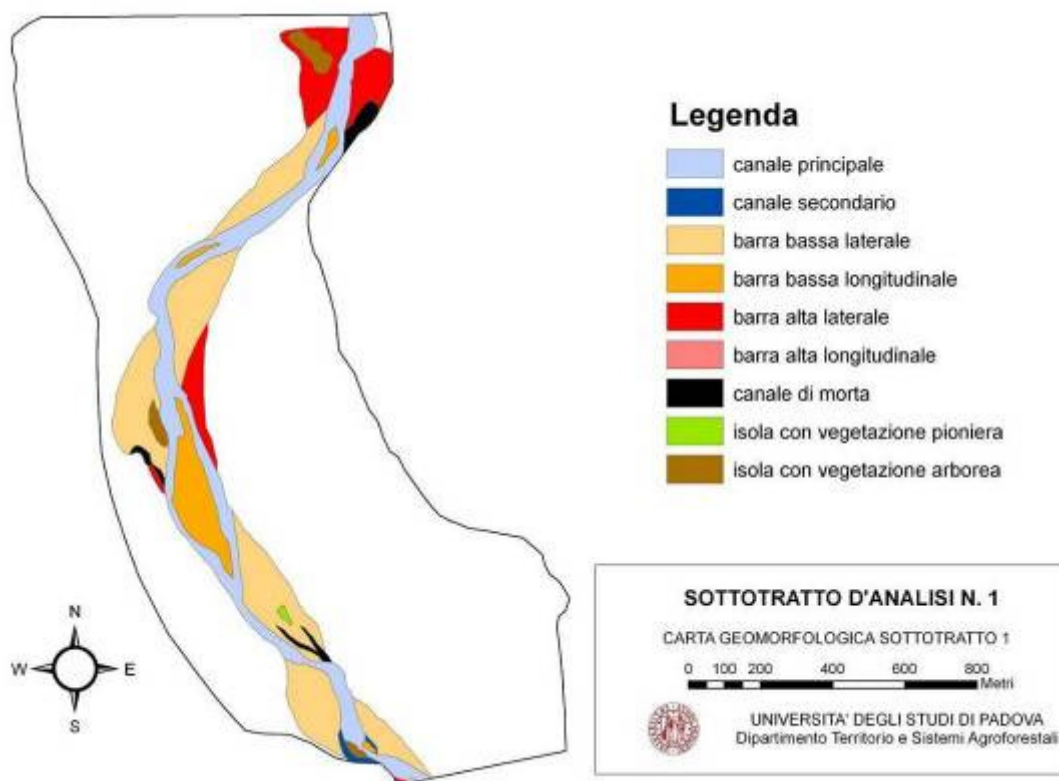 Legenda
canale principale
canale secondario
barra bassa laterale
barra bassa longitudinale
barra alta laterale
barra alta longitudinale
canale di morta
isola con vegetazione pioniera
isola con vegetazione arborea
N
W E
S
SOTTOTRATTO D'ANALISI N. 1
CARTA GEOMORFOLOGICA SOTTOTRATTO 1
0 100 200 400 600 800
Metri
UNIVERSITA' DEGLI STUDI DI PADOVA
Dipartimento Territorio e Sistemi Agroforestali